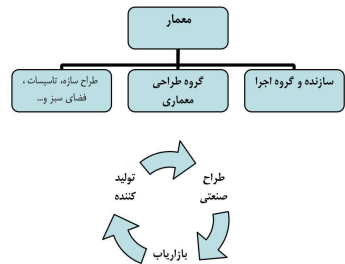 معمار
سازنده و گروه اجرا
گروه طراحی
معماری
طراح سازه، تاسیسات ،
فضای سبز و...
طراح
صنعتی
تولید
کننده
بازاریاب